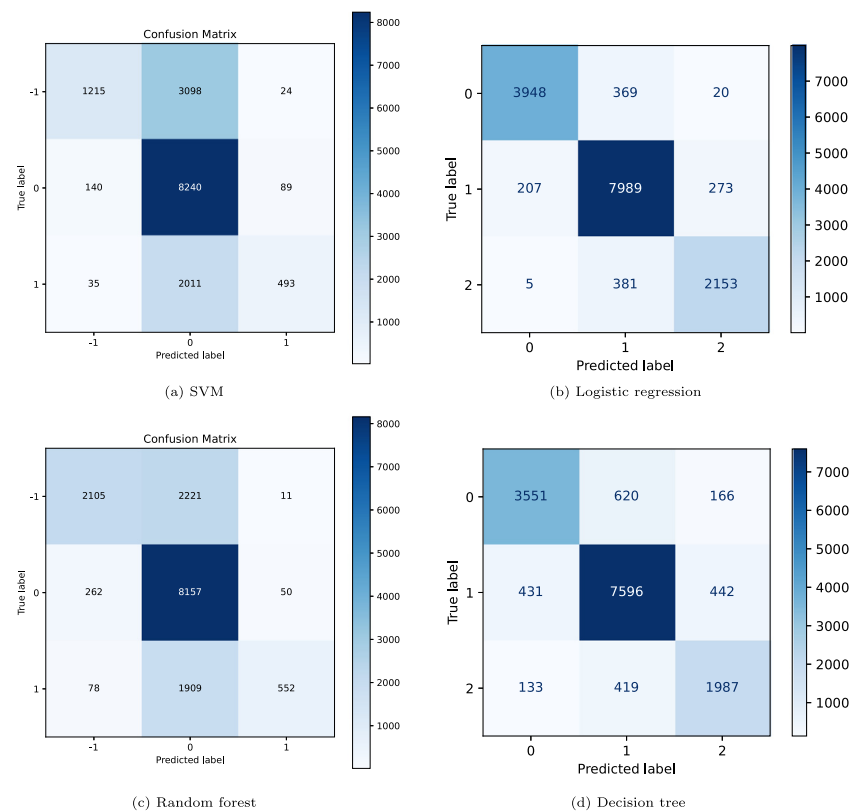 Confusion Matrix
True label
-1
0
1
1215 3098 24
140 8240 89
35 2011 493
-1 0 1
Predicted label
8000
7000
6000
5000
4000
3000
2000
1000
(a) SVM
True label
0
1
2
3948 369 20
207 7989 273
5 381 2153
0 1 2
Predicted label
7000
6000
5000
4000
3000
2000
1000
(b) Logistic regression
Confusion Matrix
True label
-1
0
1
2105 2221 11
262 8157 50
78 1909 552
-1 0 1
Predicted label
8000
7000
6000
5000
4000
3000
2000
1000
(c) Random forest
True label
0
1
2
3551 620 166
431 7596 442
133 419 1987
0 1 2
Predicted label
7000
6000
5000
4000
3000
2000
1000
(d) Decision tree